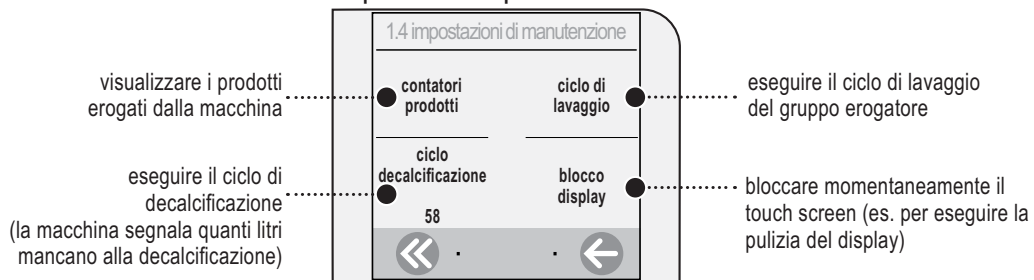 1.4 impostazioni di manutenzione
visualizzare i prodotti
erogati dalla macchina
contatori
prodotti
ciclo di
lavaggio
eseguire il ciclo di lavaggio
del gruppo erogatore
eseguire il ciclo di
decalcificazione
(la macchina segnala quanti litri
mancano alla decalcificazione)
ciclo
decalcificazione
58
blocco
display
bloccare momentaneamente il
touch screen (es. per eseguire la
pulizia del display)